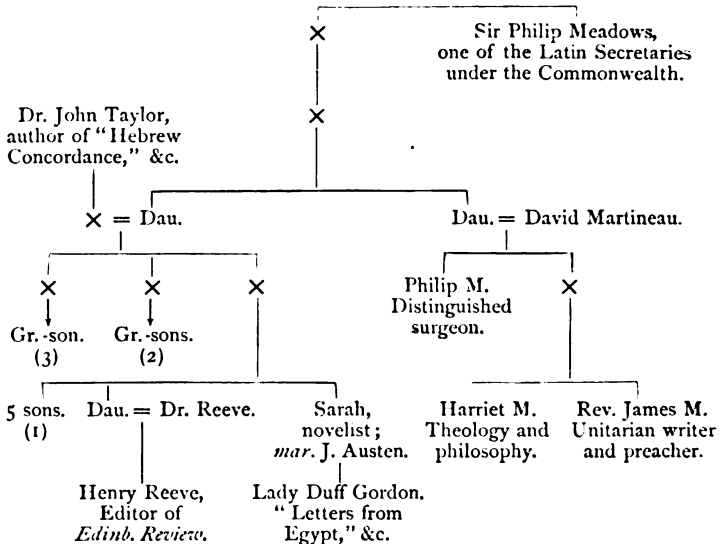 Sir Philip Meadows,
one of the Latin Secretaries
under the Commonwealth.
Dr. John Taylor,
author of "Hebrew
Concordance," &c.
× = Dau.
Dau. = David Martineau.
Philip M.
Distinguished
surgeon.
Gr.-son.
(3)
Gr.-sons.
(2)
5 sons.
(1)
Dau. = Dr. Reeve.
Sarah,
novelist;
mar. J. Austen.
Harriet M.
Theology and
philosophy.
Rev. James M.
Unitarian writer
and preacher.
Henry Reeve,
Editor of
Edinb. Review.
Lady Duff Gordon.
"Letters from
Egypt," &c.